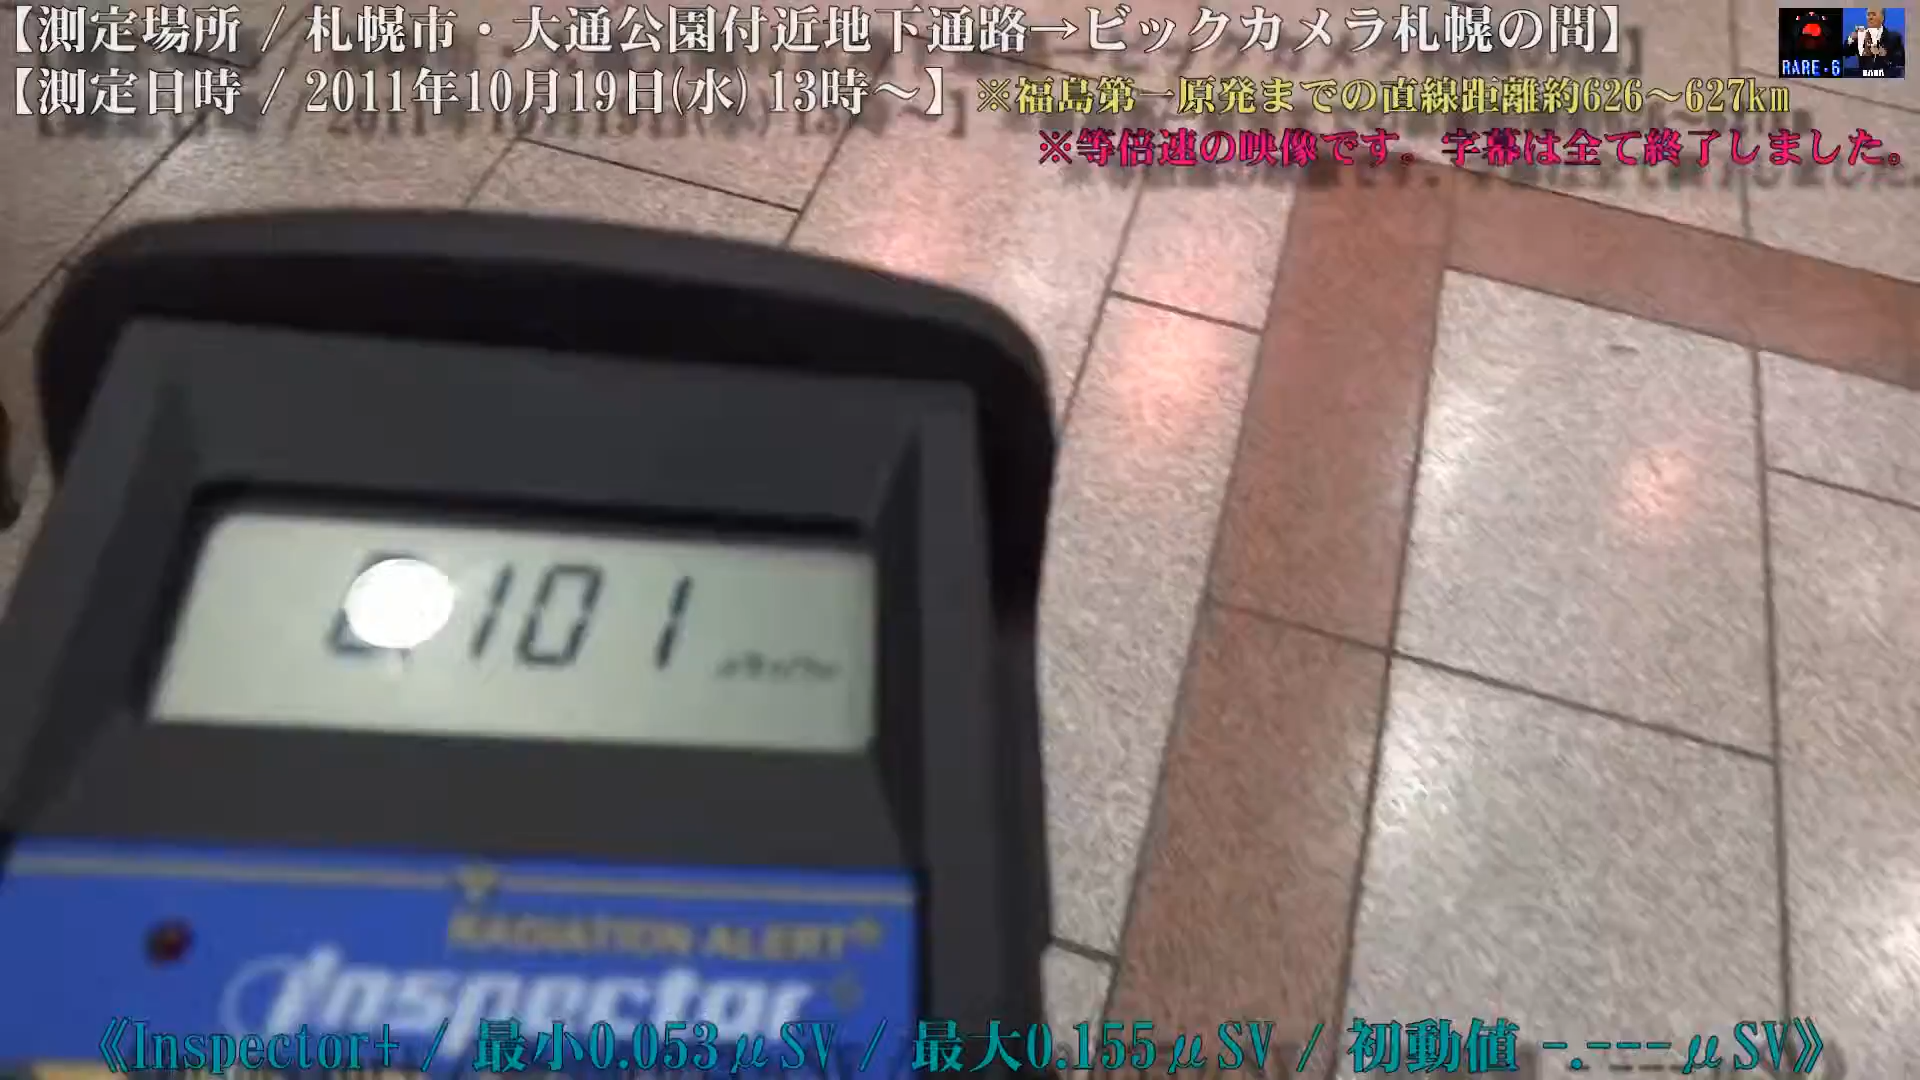 【測定場所 / 札幌市・大通公園付近地下通路→ビックカメラ札幌の間】
【測定日時 / 2011年10月19日(水) 13時～】 ※福島第一原発までの直線距離約626～627km
※等倍速の映像です。字幕は全て終了しました。
RARE・6
101
RADIATION ALERT
Inspector
《Inspector+ / 最小0.053μSV / 最大0.155μSV / 初動値 -.---μSV》